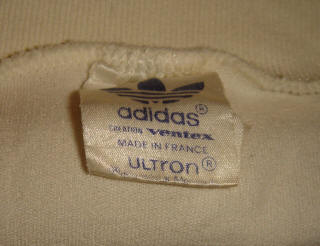 adidas®
CREATION ventex
MADE IN FRANCE
ULTRON®